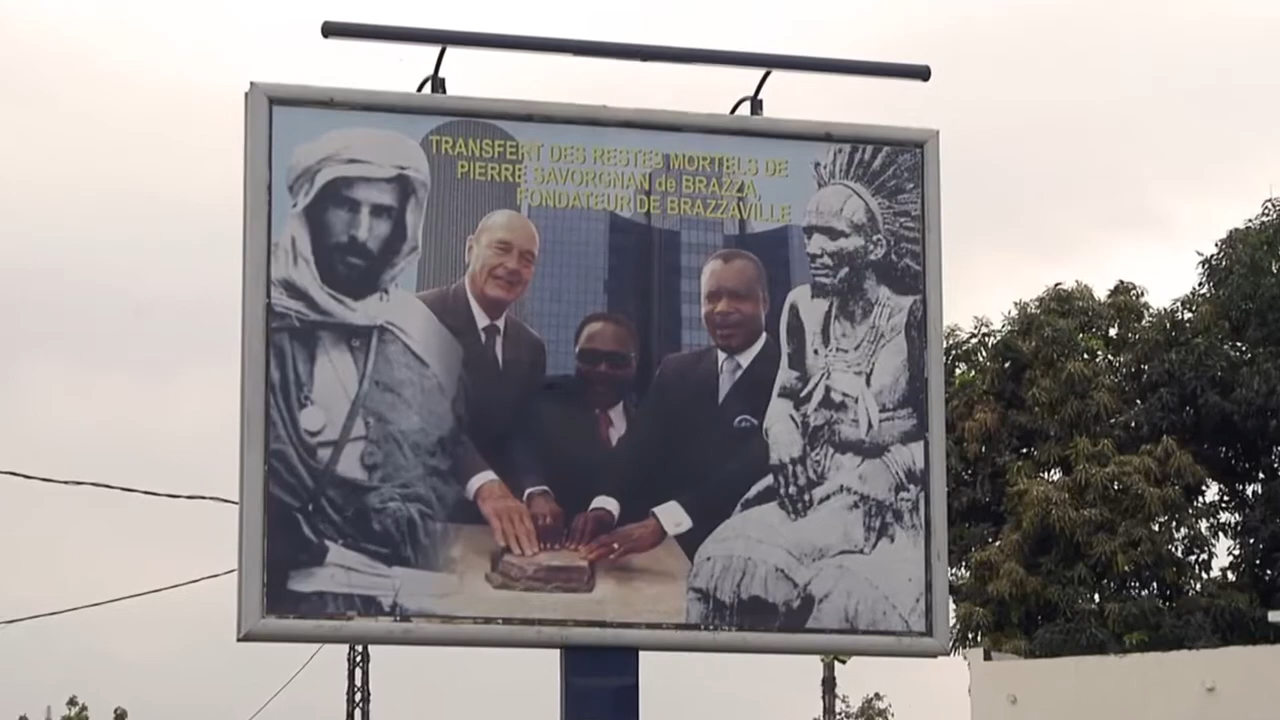 TRANSFERT DES RESTES MORTELS DE
PIERRE SAVORGNAN de BRAZZA,
FONDATEUR DE BRAZZAVILLE